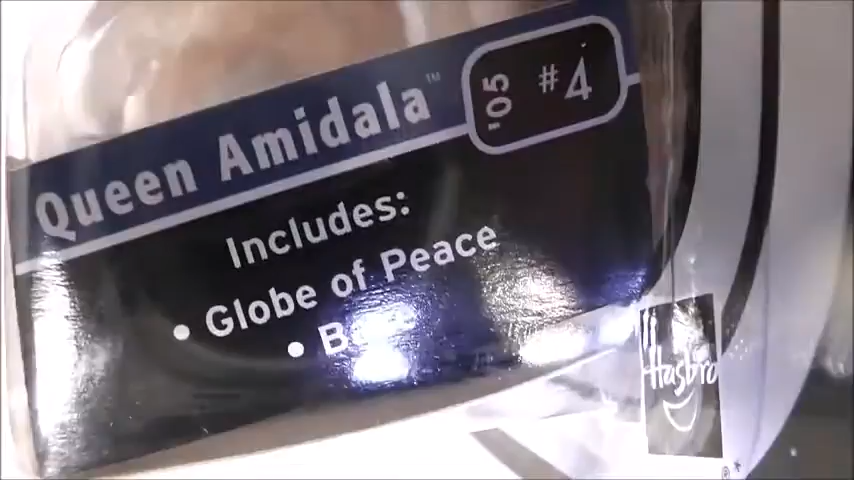 Queen Amidala™
'05 #4
Includes:
• Globe of Peace
Hasbro
®*